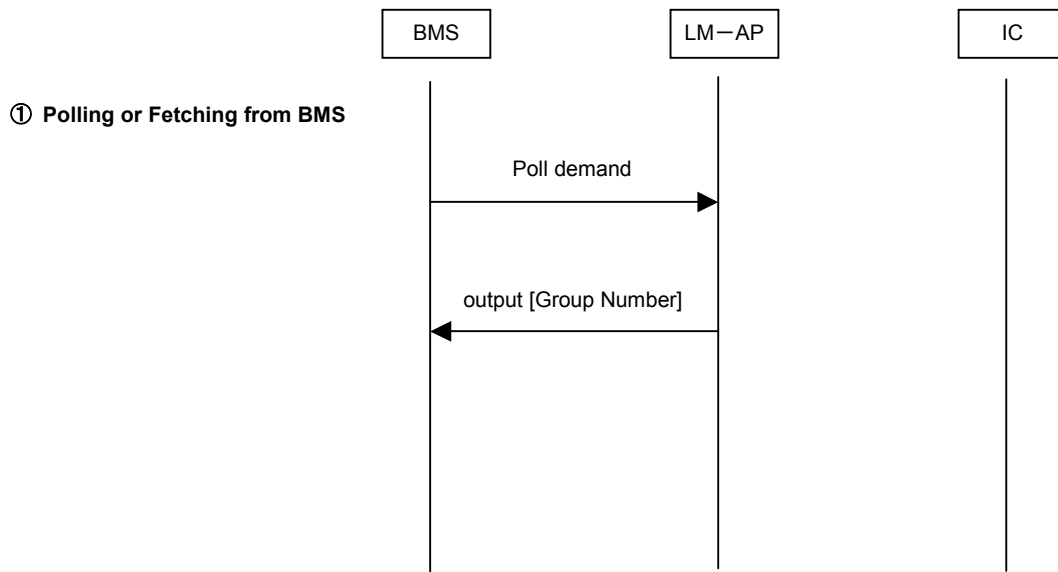 BMS
LM－AP
IC
① Polling or Fetching from BMS
Poll demand
output [Group Number]